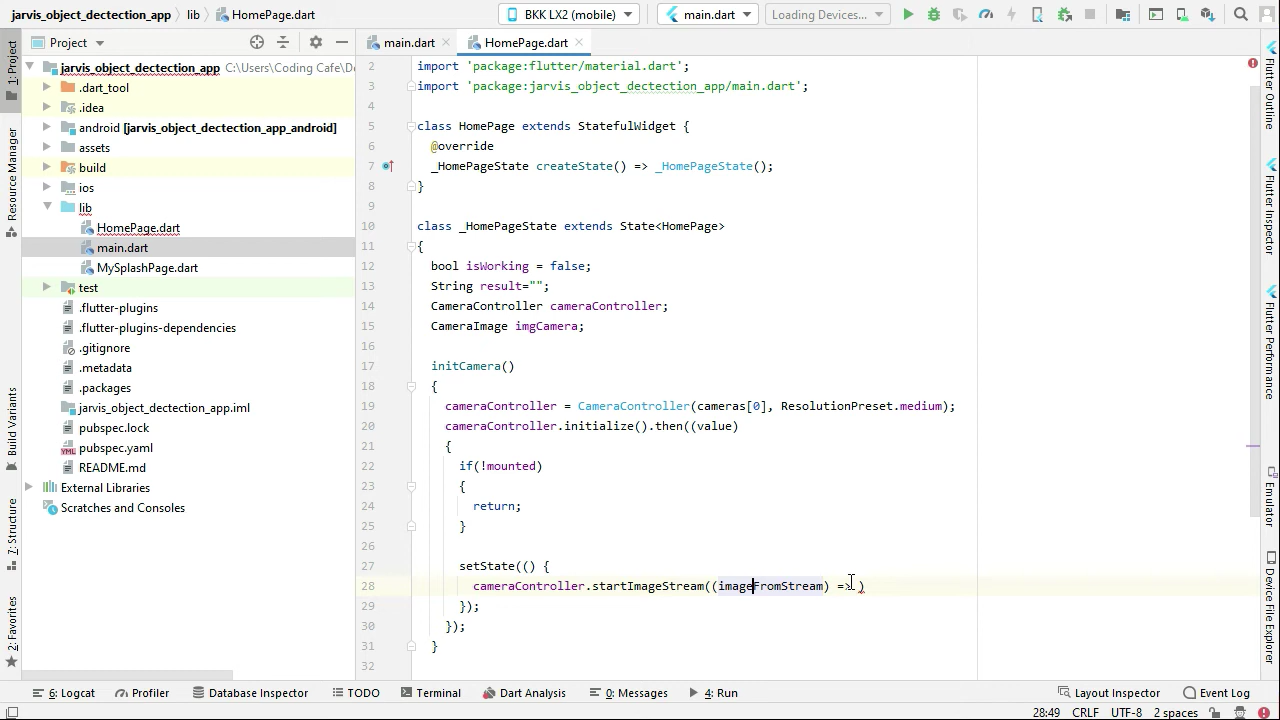 jarvis_object_dectection_app
lib
HomePage.dart
BKK LX2 (mobile)
main.dart
Loading Devices...
Project
main.dart
HomePage.dart
1: Project
Resource Manager
Build Variants
Z: Structure
2: Favorites
jarvis_object_dectection_app C:\Users\Coding Cafe\De
.dart_tool
.idea
android [jarvis_object_dectection_app_android]
assets
build
ios
lib
HomePage.dart
main.dart
MySplashPage.dart
test
.flutter-plugins
.flutter-plugins-dependencies
.gitignore
.metadata
.packages
jarvis_object_dectection_app.iml
pubspec.lock
pubspec.yaml
README.md
External Libraries
Scratches and Consoles
2 import 'package:flutter/material.dart';
3 import 'package:jarvis_object_dectection_app/main.dart';
4
5 class HomePage extends StatefulWidget {
6 @override
7 _HomePageState createState() => _HomePageState();
8 }
9
10 class _HomePageState extends State<HomePage>
11 {
12 bool isWorking = false;
13 String result="";
14 CameraController cameraController;
15 CameraImage imgCamera;
16
17 initCamera()
18 {
19 cameraController = CameraController(cameras[0], ResolutionPreset.medium);
20 cameraController.initialize().then((value)
21 {
22 if(!mounted)
23 {
24 return;
25 }
26
27 setState(() {
28 cameraController.startImageStream((imageFromStream) => )
29 });
30 });
31 }
32
Flutter Outline
Flutter Inspector
Flutter Performance
Emulator
Device File Explorer
6: Logcat
Profiler
Database Inspector
TODO
Terminal
Dart Analysis
0: Messages
4: Run
Layout Inspector
Event Log
28:49 CRLF UTF-8 2 spaces